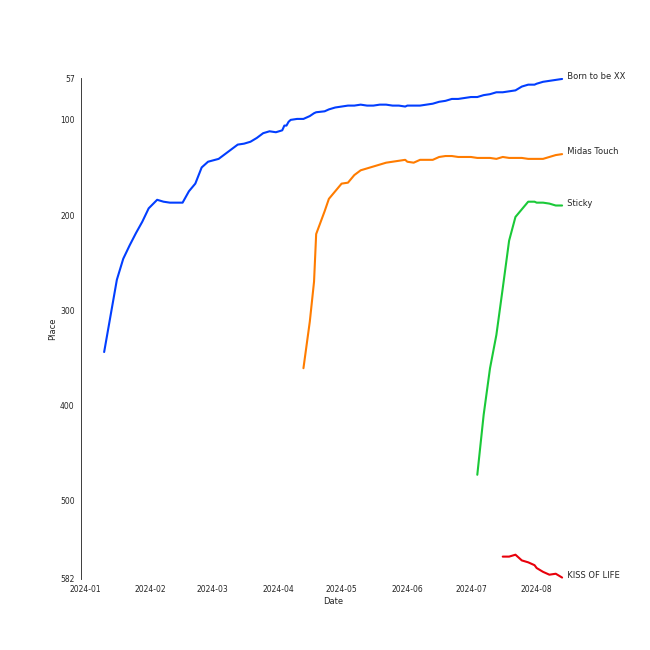 57
Born to be XX
100
Midas Touch
200
Sticky
300
Place
400
500
582
KISS OF LIFE
2024-01 2024-02 2024-03 2024-04 2024-05 2024-06 2024-07 2024-08
Date